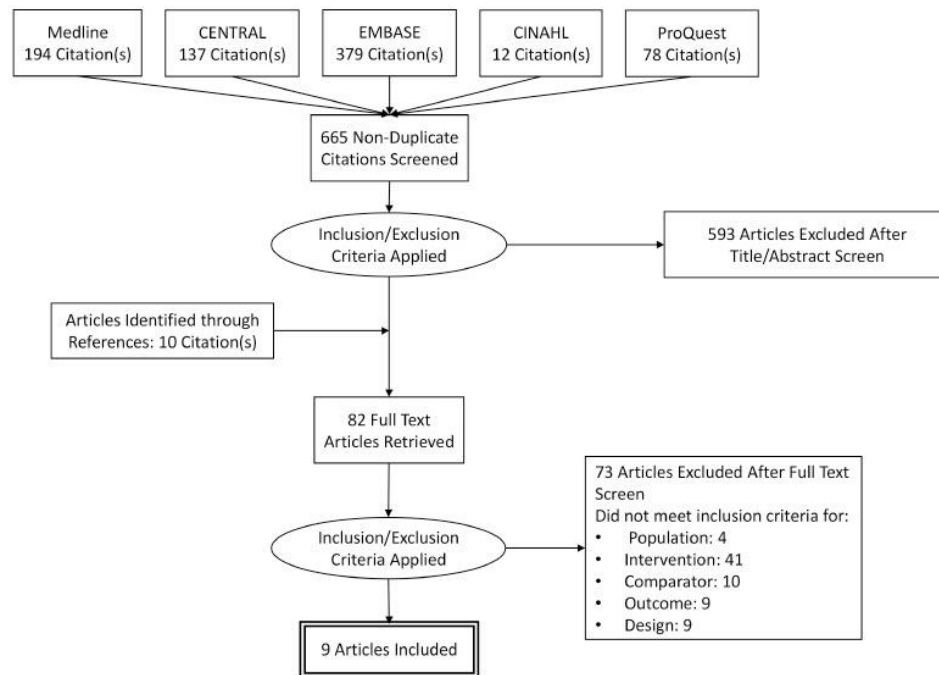 Medline
194 Citation(s)
CENTRAL
137 Citation(s)
EMBASE
379 Citation(s)
CINAHL
12 Citation(s)
ProQuest
78 Citation(s)
665 Non-Duplicate
Citations Screened
Inclusion/Exclusion
Criteria Applied
593 Articles Excluded After
Title/Abstract Screen
Articles Identified through
References: 10 Citation(s)
82 Full Text
Articles Retrieved
73 Articles Excluded After Full Text
Screen
Did not meet inclusion criteria for:
• Population: 4
• Intervention: 41
• Comparator: 10
• Outcome: 9
• Design: 9
Inclusion/Exclusion
Criteria Applied
9 Articles Included